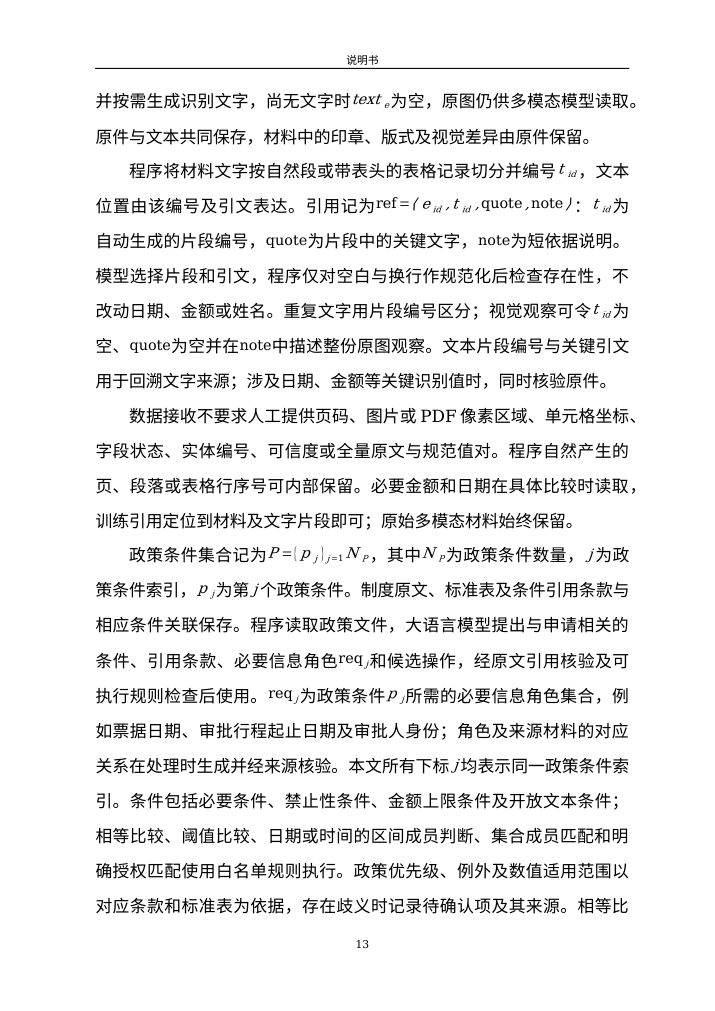 说明书
并按需生成识别文字，尚无文字时text e为空，原图仍供多模态模型读取。
原件与文本共同保存，材料中的印章、版式及视觉差异由原件保留。
程序将材料文字按自然段或带表头的表格记录切分并编号t id，文本
位置由该编号及引文表达。引用记为ref=(e id,t id,quote,note)：t id为
自动生成的片段编号，quote为片段中的关键文字，note为短依据说明。
模型选择片段和引文，程序仅对空白与换行作规范化后检查存在性，不
改动日期、金额或姓名。重复文字用片段编号区分；视觉观察可令t id为
空、quote为空并在note中描述整份原图观察。文本片段编号与关键引文
用于回溯文字来源；涉及日期、金额等关键识别值时，同时核验原件。
数据接收不要求人工提供页码、图片或 PDF 像素区域、单元格坐标、
字段状态、实体编号、可信度或全量原文与规范值对。程序自然产生的
页、段落或表格行序号可内部保留。必要金额和日期在具体比较时读取，
训练引用定位到材料及文字片段即可；原始多模态材料始终保留。
政策条件集合记为P={p j}j=1 N P，其中N P为政策条件数量，j为政
策条件索引，p j为第j个政策条件。制度原文、标准表及条件引用条款与
相应条件关联保存。程序读取政策文件，大语言模型提出与申请相关的
条件、引用条款、必要信息角色req j和候选操作，经原文引用核验及可
执行规则检查后使用。req j为政策条件p j所需的必要信息角色集合，例
如票据日期、审批行程起止日期及审批人身份；角色及来源材料的对应
关系在处理时生成并经来源核验。本文所有下标j均表示同一政策条件索
引。条件包括必要条件、禁止性条件、金额上限条件及开放文本条件；
相等比较、阈值比较、日期或时间的区间成员判断、集合成员匹配和明
确授权匹配使用白名单规则执行。政策优先级、例外及数值适用范围以
对应条款和标准表为依据，存在歧义时记录待确认项及其来源。相等比
13